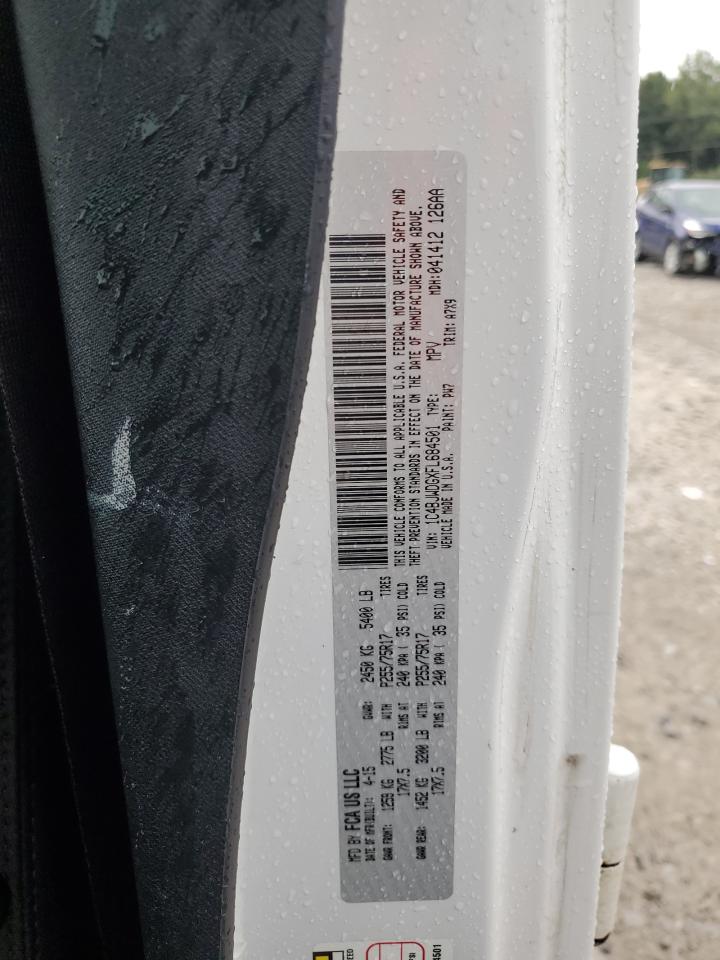 MFD BY FCA US LLC
DATE OF MFR(BUILT): 4-15 GVWR: 2450 KG 5400 LB
GAWR FRONT: 1259 KG 2775 LB WITH P255/75R17 TIRES
17X7.5 RIMS AT 240 KPA ( 35 PSI) COLD
GAWR REAR: 1452 KG 3200 LB WITH P255/75R17 TIRES
17X7.5 RIMS AT 240 KPA ( 35 PSI) COLD
THIS VEHICLE CONFORMS TO ALL APPLICABLE U.S.A. FEDERAL MOTOR VEHICLE SAFETY AND
THEFT PREVENTION STANDARDS IN EFFECT ON THE DATE OF MANUFACTURE SHOWN ABOVE.
VIN: 1C4BJWDGXFL684501 TYPE: MPV MDH:041412 126AA
VEHICLE MADE IN U.S.A. PAINT: PW7 TRIM: A7X9
4501